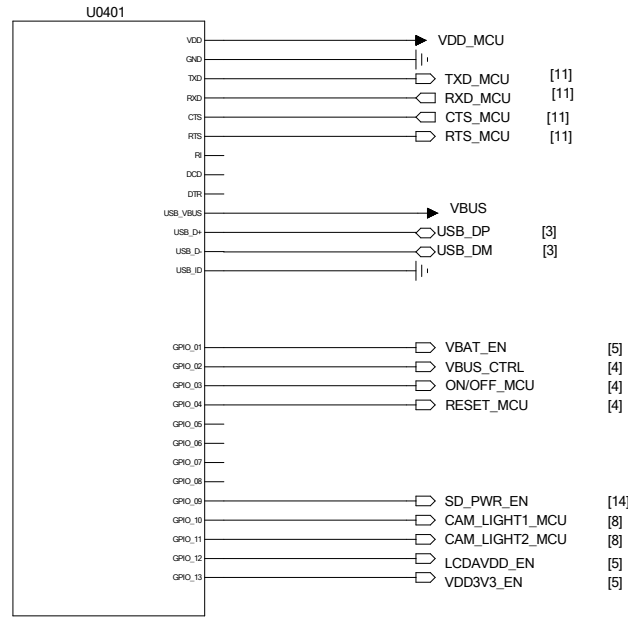 U0401
VDD VDD_MCU
GND
TXD TXD_MCU [11]
RXD RXD_MCU [11]
CTS CTS_MCU [11]
RTS RTS_MCU [11]
RI
DCD
DTR
USB_VBUS VBUS
USB_D+ USB_DP [3]
USB_D- USB_DM [3]
USB_ID
GPIO_01 VBAT_EN [5]
GPIO_02 VBUS_CTRL [4]
GPIO_03 ON/OFF_MCU [4]
GPIO_04 RESET_MCU [4]
GPIO_05
GPIO_06
GPIO_07
GPIO_08
GPIO_09 SD_PWR_EN [14]
GPIO_10 CAM_LIGHT1_MCU [8]
GPIO_11 CAM_LIGHT2_MCU [8]
GPIO_12 LCDAVDD_EN [5]
GPIO_13 VDD3V3_EN [5]